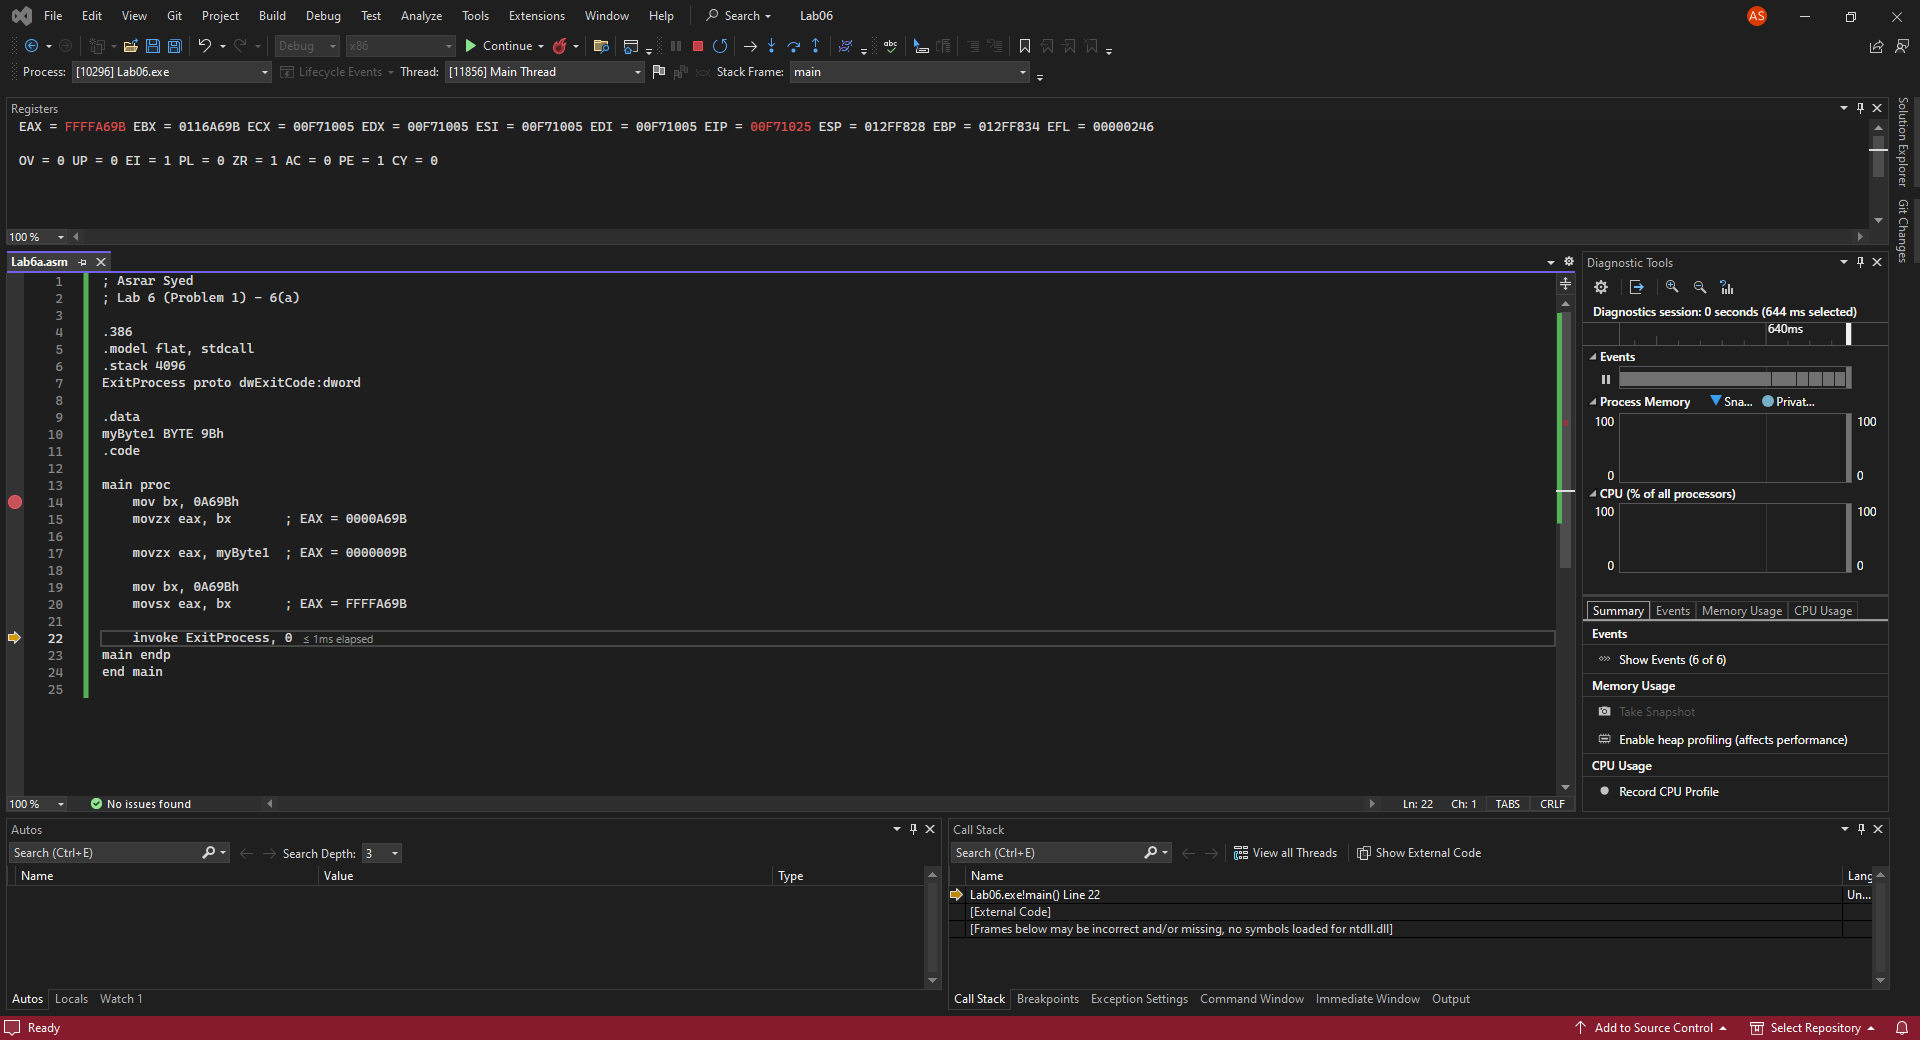 File Edit View Git Project Build Debug Test Analyze Tools Extensions Window Help Search Lab06 AS
Debug x86 Continue
Process: [10296] Lab06.exe Lifecycle Events Thread: [11856] Main Thread Stack Frame: main
Registers
EAX = FFFFA69B EBX = 0116A69B ECX = 00F71005 EDX = 00F71005 ESI = 00F71005 EDI = 00F71005 EIP = 00F71025 ESP = 012FF828 EBP = 012FF834 EFL = 00000246
OV = 0 UP = 0 EI = 1 PL = 0 ZR = 1 AC = 0 PE = 1 CY = 0
100 %
Solution Explorer
Git Changes
Lab6a.asm
1 ; Asrar Syed
2 ; Lab 6 (Problem 1) - 6(a)
3
4 .386
5 .model flat, stdcall
6 .stack 4096
7 ExitProcess proto dwExitCode:dword
8
9 .data
10 myByte1 BYTE 9Bh
11 .code
12
13 main proc
14 mov bx, 0A69Bh
15 movzx eax, bx ; EAX = 0000A69B
16
17 movzx eax, myByte1 ; EAX = 0000009B
18
19 mov bx, 0A69Bh
20 movsx eax, bx ; EAX = FFFFA69B
21
22 invoke ExitProcess, 0 ≤ 1ms elapsed
23 main endp
24 end main
25
100 % No issues found Ln: 22 Ch: 1 TABS CRLF
Diagnostic Tools
Diagnostics session: 0 seconds (644 ms selected)
640ms
Events
Process Memory Sna... Privat...
100 100
0 0
CPU (% of all processors)
100 100
0 0
Summary Events Memory Usage CPU Usage
Events
Show Events (6 of 6)
Memory Usage
Take Snapshot
Enable heap profiling (affects performance)
CPU Usage
Record CPU Profile
Autos
Search (Ctrl+E) Search Depth: 3
Name Value Type
Autos Locals Watch 1
Call Stack
Search (Ctrl+E) View all Threads Show External Code
Name Lang
Lab06.exe!main() Line 22 Un...
[External Code]
[Frames below may be incorrect and/or missing, no symbols loaded for ntdll.dll]
Call Stack Breakpoints Exception Settings Command Window Immediate Window Output
Ready Add to Source Control Select Repository